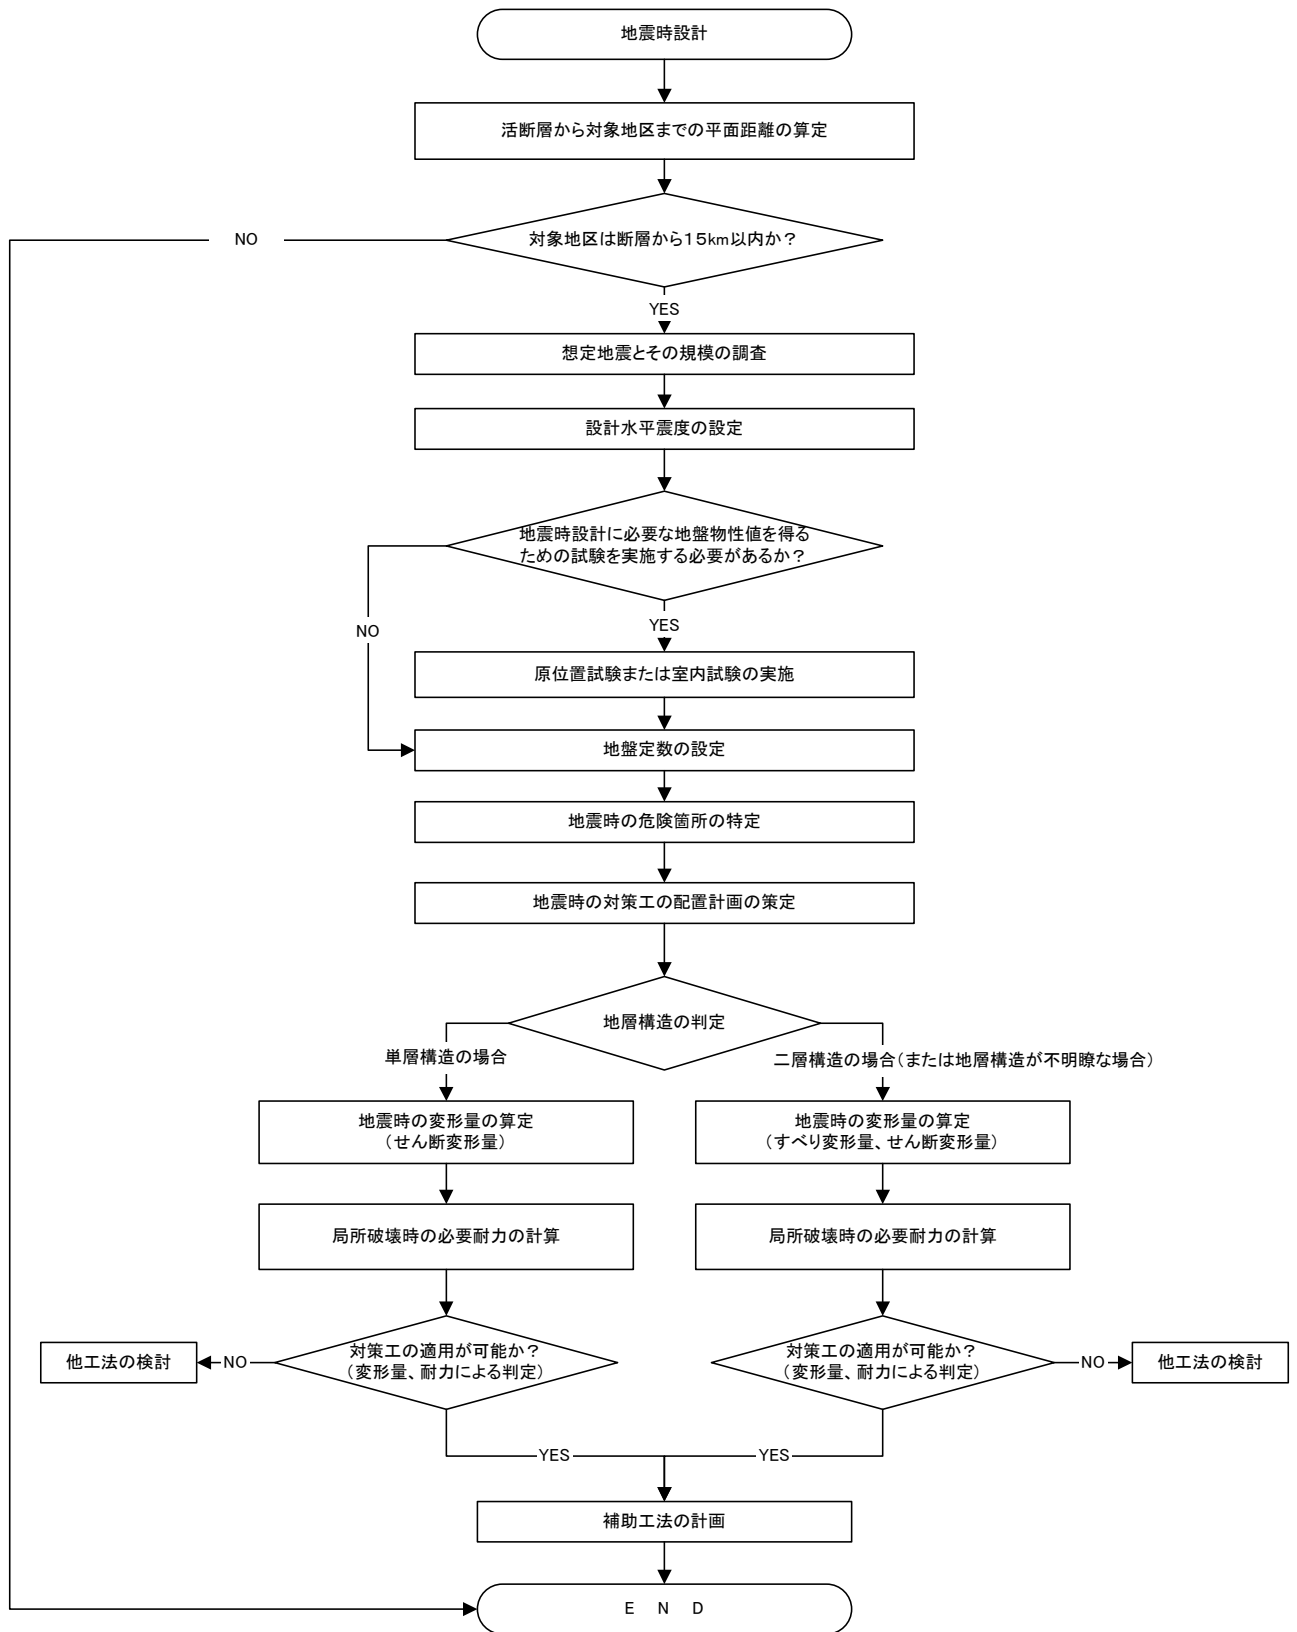 地震時設計
活断層から対象地区までの平面距離の算定
対象地区は断層から15km以内か？
NO
YES
想定地震とその規模の調査
設計水平震度の設定
地震時設計に必要な地盤物性値を得る
ための試験を実施する必要があるか？
NO
YES
原位置試験または室内試験の実施
地盤定数の設定
地震時の危険箇所の特定
地震時の対策工の配置計画の策定
地層構造の判定
単層構造の場合
二層構造の場合（または地層構造が不明瞭な場合）
地震時の変形量の算定
（せん断変形量）
地震時の変形量の算定
（すべり変形量、せん断変形量）
局所破壊時の必要耐力の計算
局所破壊時の必要耐力の計算
他工法の検討
NO
対策工の適用が可能か？
（変形量、耐力による判定）
対策工の適用が可能か？
（変形量、耐力による判定）
NO
他工法の検討
YES
YES
補助工法の計画
E N D